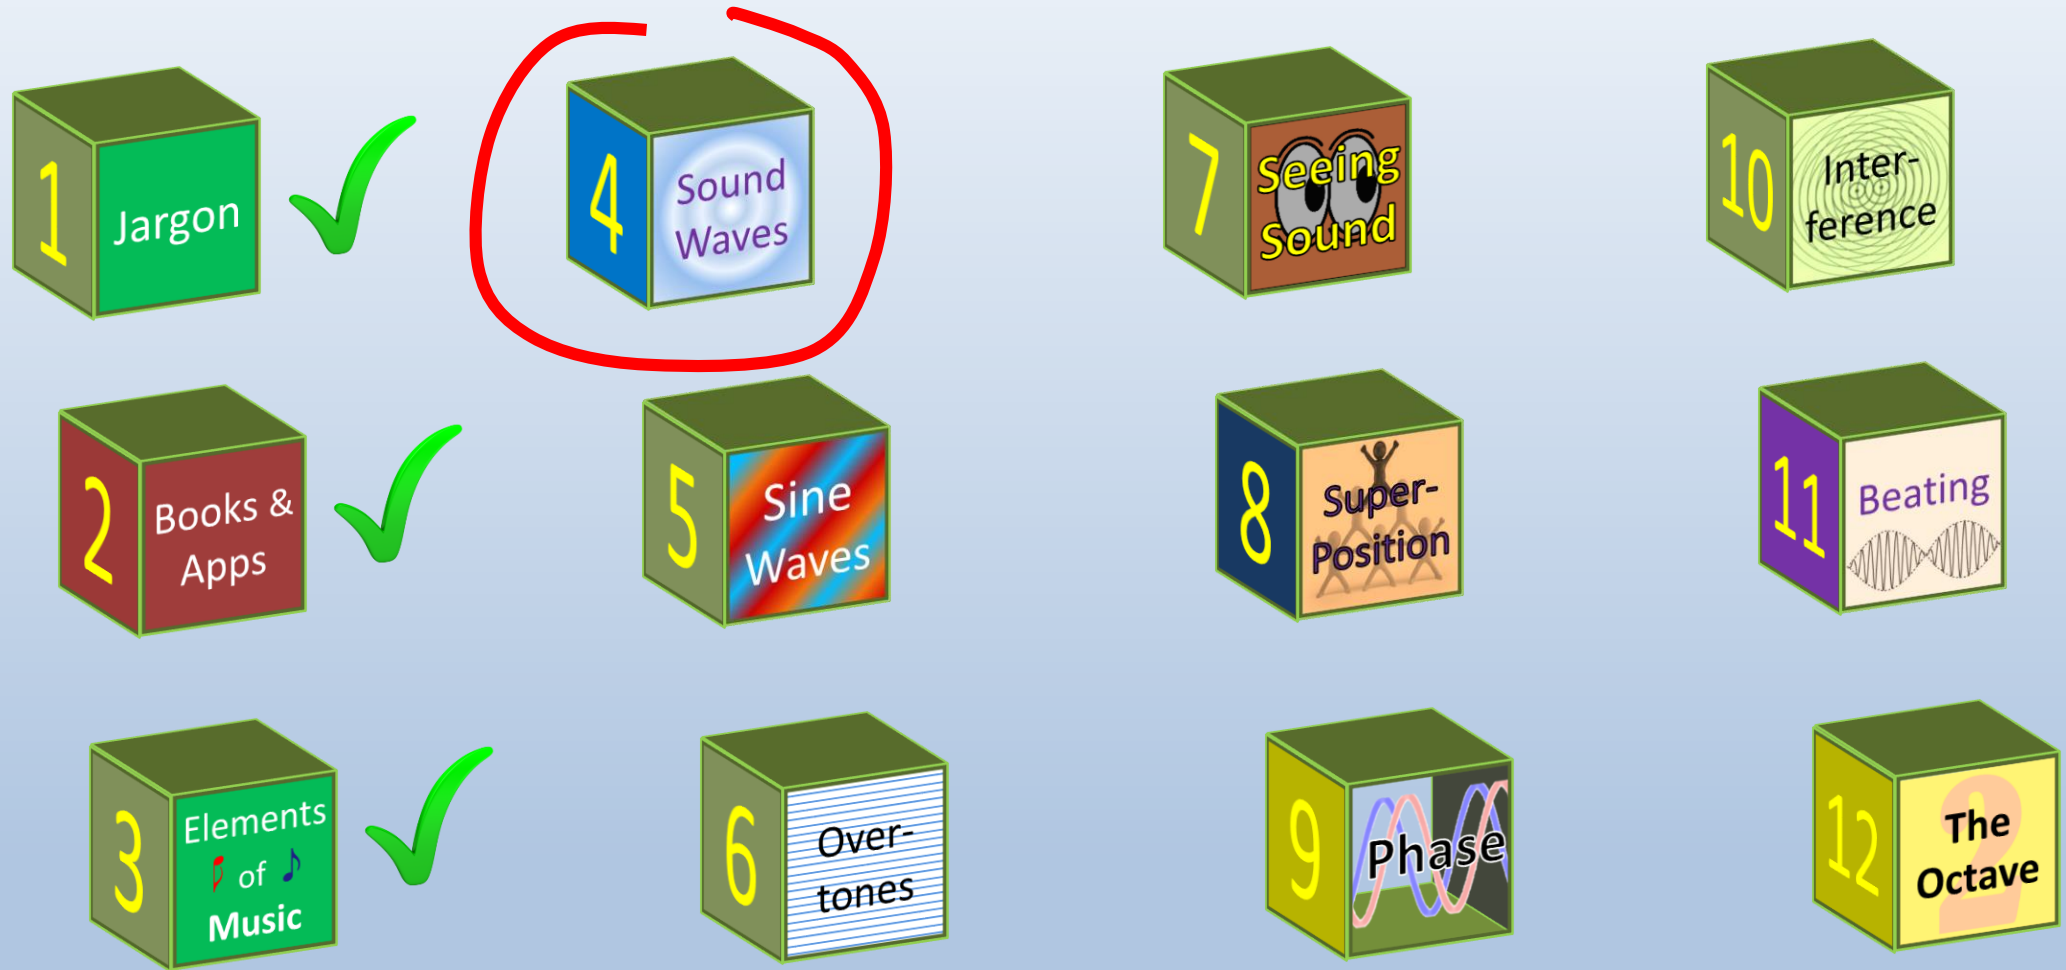 1
Jargon
2
Books &
Apps
3
Elements
of
Music
4
Sound
Waves
5
Sine
Waves
6
Over-
tones
7
Seeing
Sound
8
Super-
Position
9
Phase
10
Inter-
ference
11
Beating
12
2
The
Octave